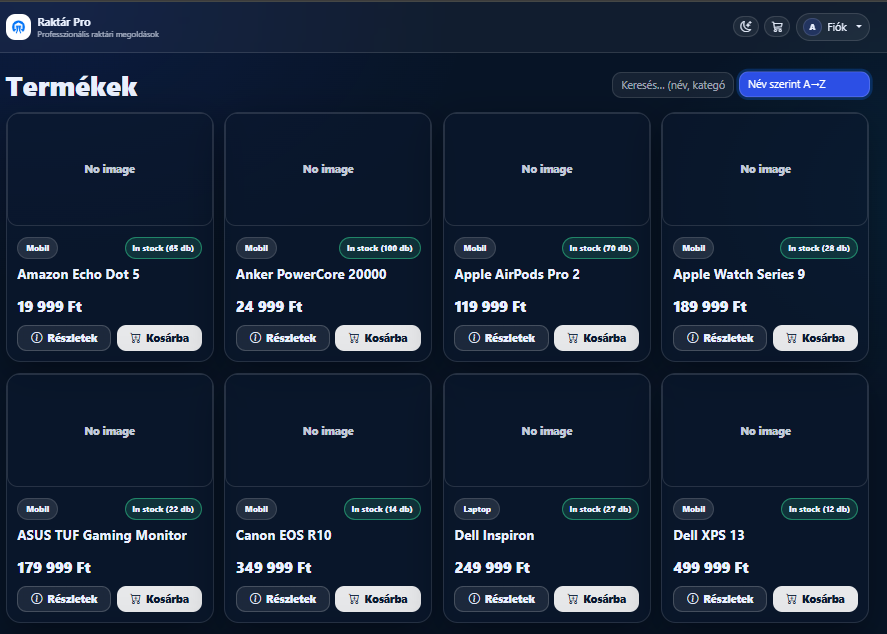 Raktár Pro
Professzionális raktári megoldások
A Fiók
Termékek
Keresés... (név, kategó
Név szerint A→Z
No image No image No image No image
Mobil In stock (65 db) Mobil In stock (100 db) Mobil In stock (70 db) Mobil In stock (28 db)
Amazon Echo Dot 5 Anker PowerCore 20000 Apple AirPods Pro 2 Apple Watch Series 9
19 999 Ft 24 999 Ft 119 999 Ft 189 999 Ft
Részletek Kosárba Részletek Kosárba Részletek Kosárba Részletek Kosárba
No image No image No image No image
Mobil In stock (22 db) Mobil In stock (14 db) Laptop In stock (27 db) Mobil In stock (12 db)
ASUS TUF Gaming Monitor Canon EOS R10 Dell Inspiron Dell XPS 13
179 999 Ft 349 999 Ft 249 999 Ft 499 999 Ft
Részletek Kosárba Részletek Kosárba Részletek Kosárba Részletek Kosárba